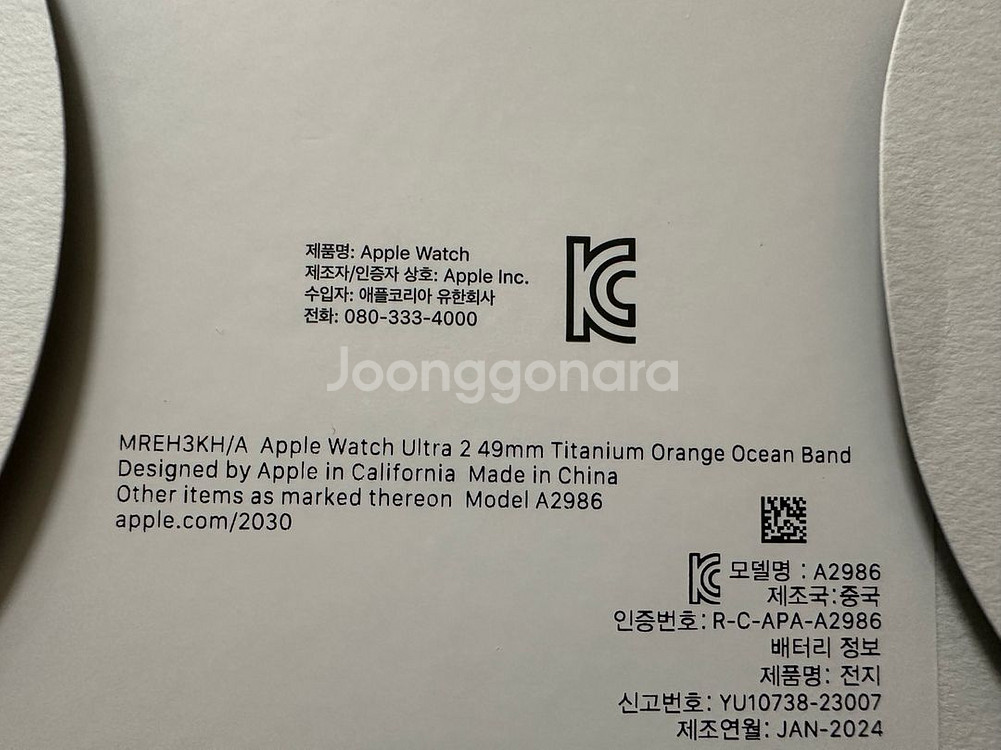 제품명: Apple Watch
제조자/인증자 상호: Apple Inc.
수입자: 애플코리아 유한회사
전화: 080-333-4000
Joonggonara
MREH3KH/A Apple Watch Ultra 2 49mm Titanium Orange Ocean Band
Designed by Apple in California Made in China
Other items as marked thereon Model A2986
apple.com/2030
모델명 : A2986
제조국:중국
인증번호: R-C-APA-A2986
배터리 정보
제품명: 전지
신고번호: YU10738-23007
제조연월: JAN-2024